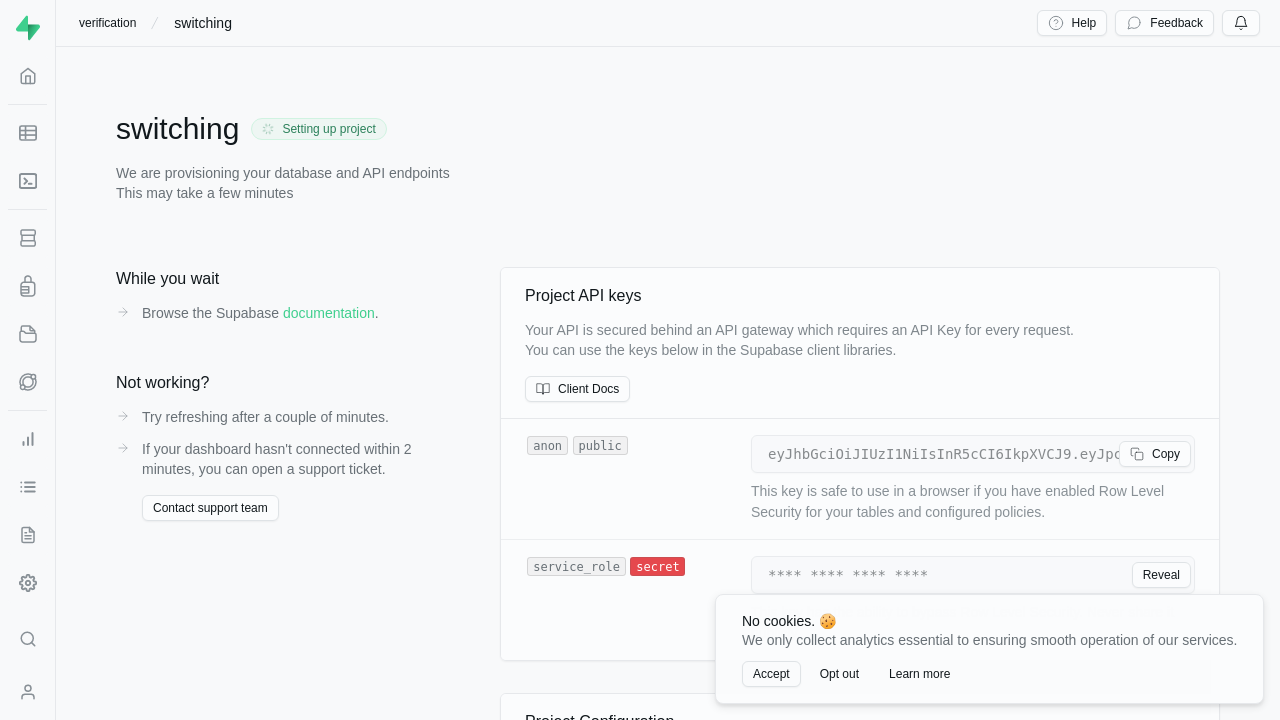 verification
switching
Help
Feedback
switching
Setting up project
We are provisioning your database and API endpoints
This may take a few minutes
While you wait
Browse the Supabase documentation.
Not working?
Try refreshing after a couple of minutes.
If your dashboard hasn't connected within 2
minutes, you can open a support ticket.
Contact support team
Project API keys
Your API is secured behind an API gateway which requires an API Key for every request.
You can use the keys below in the Supabase client libraries.
Client Docs
anon public
eyJhbGciOiJIUzI1NiIsInR5cCI6IkpXVCJ9.eyJpc
Copy
This key is safe to use in a browser if you have enabled Row Level
Security for your tables and configured policies.
service_role secret
**** **** **** ****
Reveal
No cookies. 🍪
We only collect analytics essential to ensuring smooth operation of our services.
Accept
Opt out
Learn more
Project Configuration